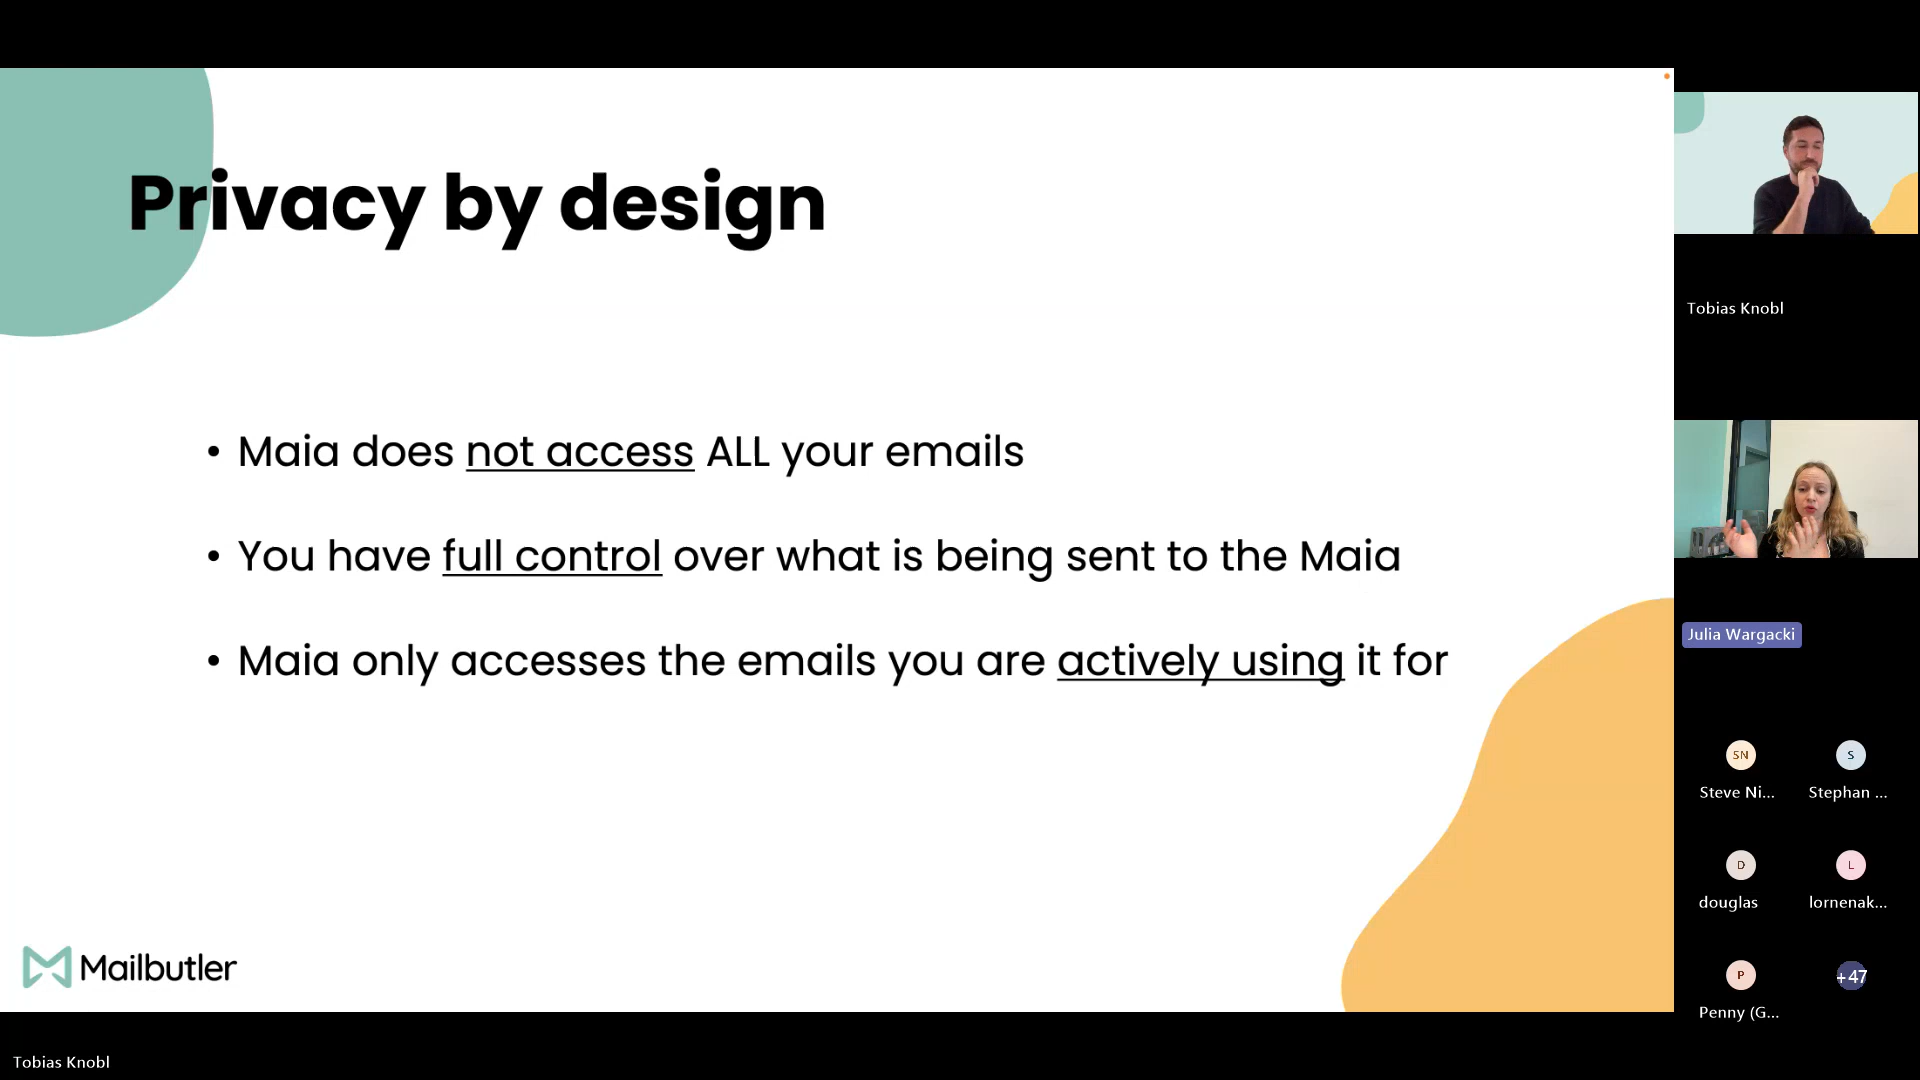 Privacy by design
• Maia does not access ALL your emails
• You have full control over what is being sent to the Maia
• Maia only accesses the emails you are actively using it for
Mailbutler
Tobias Knobl
Tobias Knobl
Julia Wargacki
SN
Steve Ni...
S
Stephan ...
D
douglas
L
lornenak...
P
Penny (G...
+47